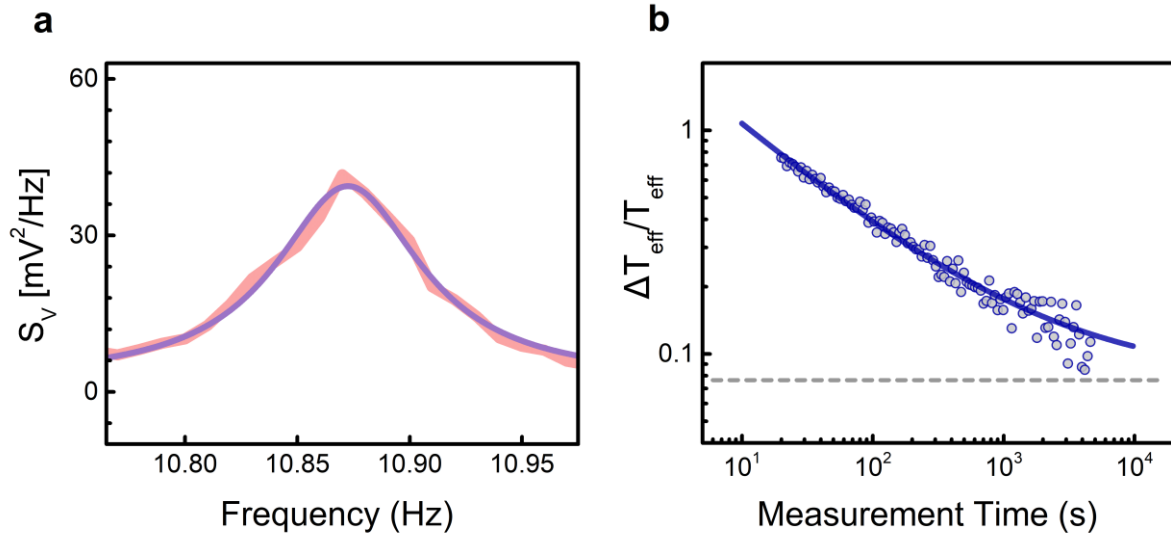 a
60
30
0
S_V [mV²/Hz]
10.80 10.85 10.90 10.95
Frequency (Hz)
b
1
0.1
ΔT_eff/T_eff
10¹ 10² 10³ 10⁴
Measurement Time (s)